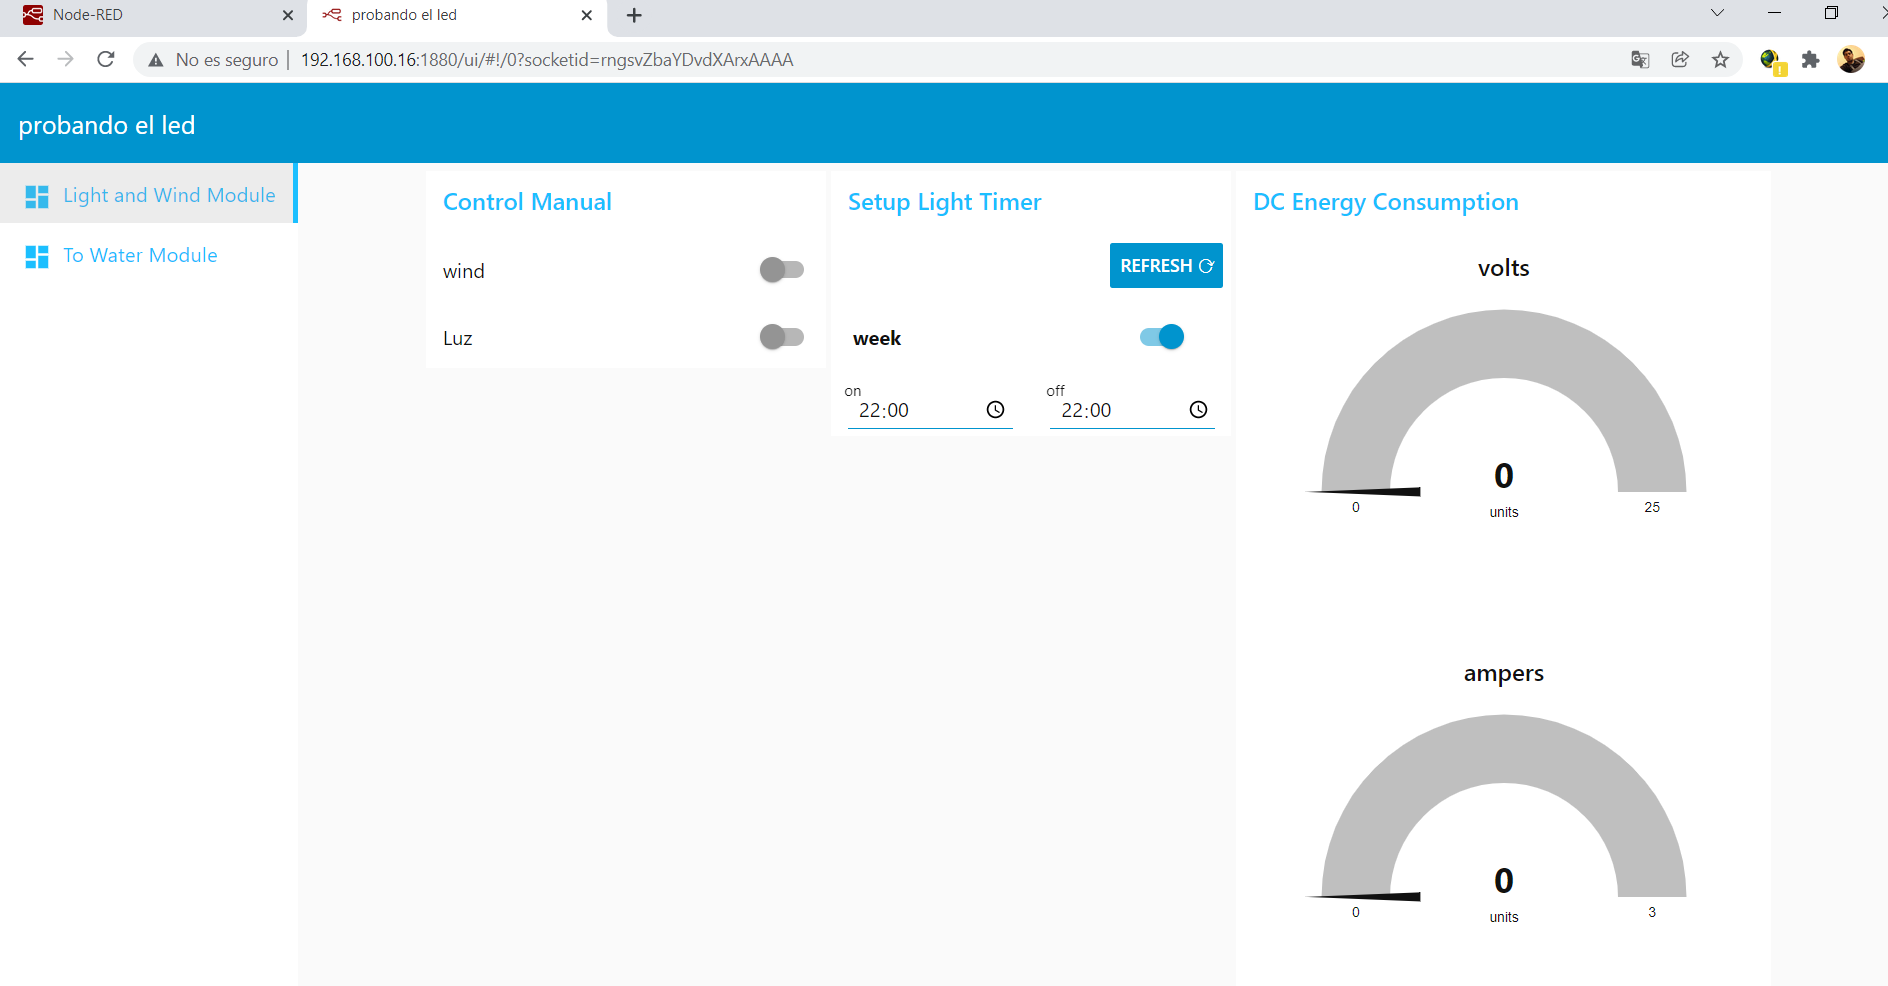 Node-RED
probando el led
No es seguro
192.168.100.16:1880/ui/#!/0?socketid=rngsvZbaYDvdXArxAAAA
probando el led
Light and Wind Module
To Water Module
Control Manual
wind
Luz
Setup Light Timer
REFRESH
week
on
22:00
off
22:00
DC Energy Consumption
volts
0
units
0
25
ampers
0
units
0
3